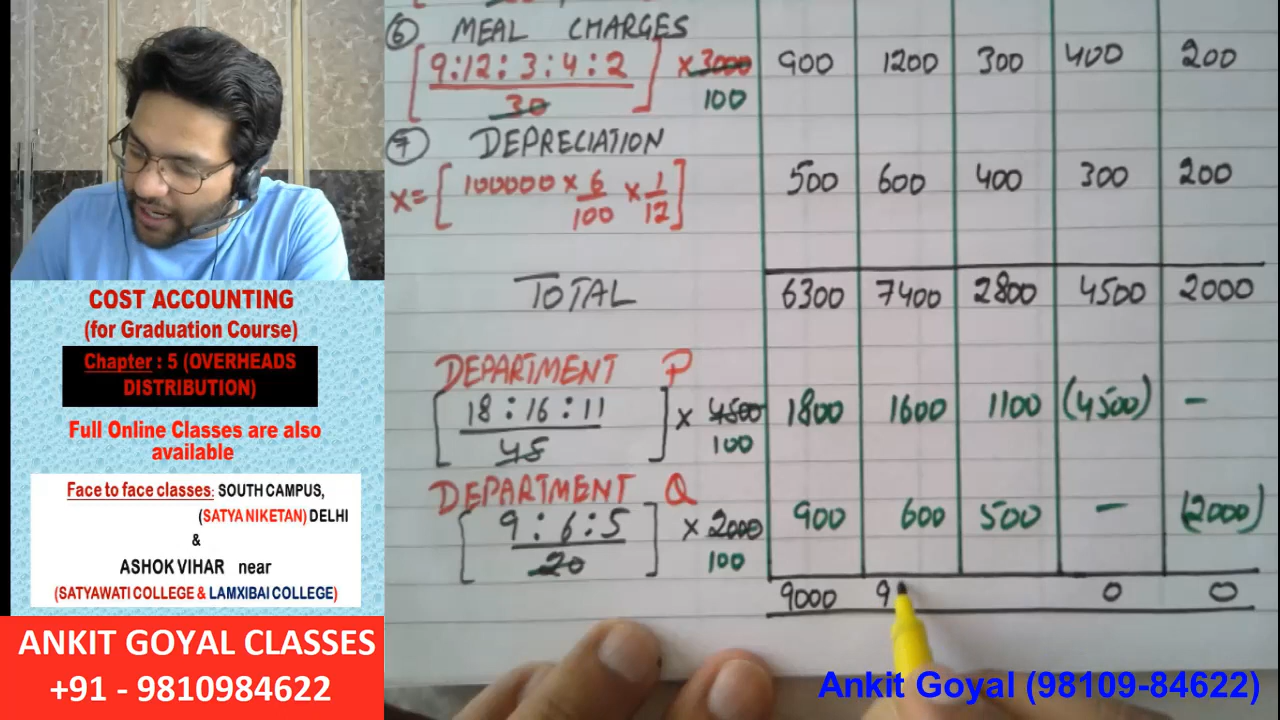 6 MEAL CHARGES
[9:12:3:4:2 / 30] × 3000 100 900 1200 300 400 200
7 DEPRECIATION
X= [100000 × 6/100 × 1/12] 500 600 400 300 200
TOTAL 6300 7400 2800 4500 2000
DEPARTMENT P
[18:16:11 / 45] × 4500 100 1800 1600 1100 (4500) –
DEPARTMENT Q
[9:6:5 / 20] × 2000 100 900 600 500 – (2000)
9000 9 0 0
COST ACCOUNTING
(for Graduation Course)
Chapter : 5 (OVERHEADS
DISTRIBUTION)
Full Online Classes are also
available
Face to face classes: SOUTH CAMPUS,
(SATYA NIKETAN) DELHI
&
ASHOK VIHAR near
(SATYAWATI COLLEGE & LAMXIBAI COLLEGE)
ANKIT GOYAL CLASSES
+91 - 9810984622
Ankit Goyal (98109-84622)